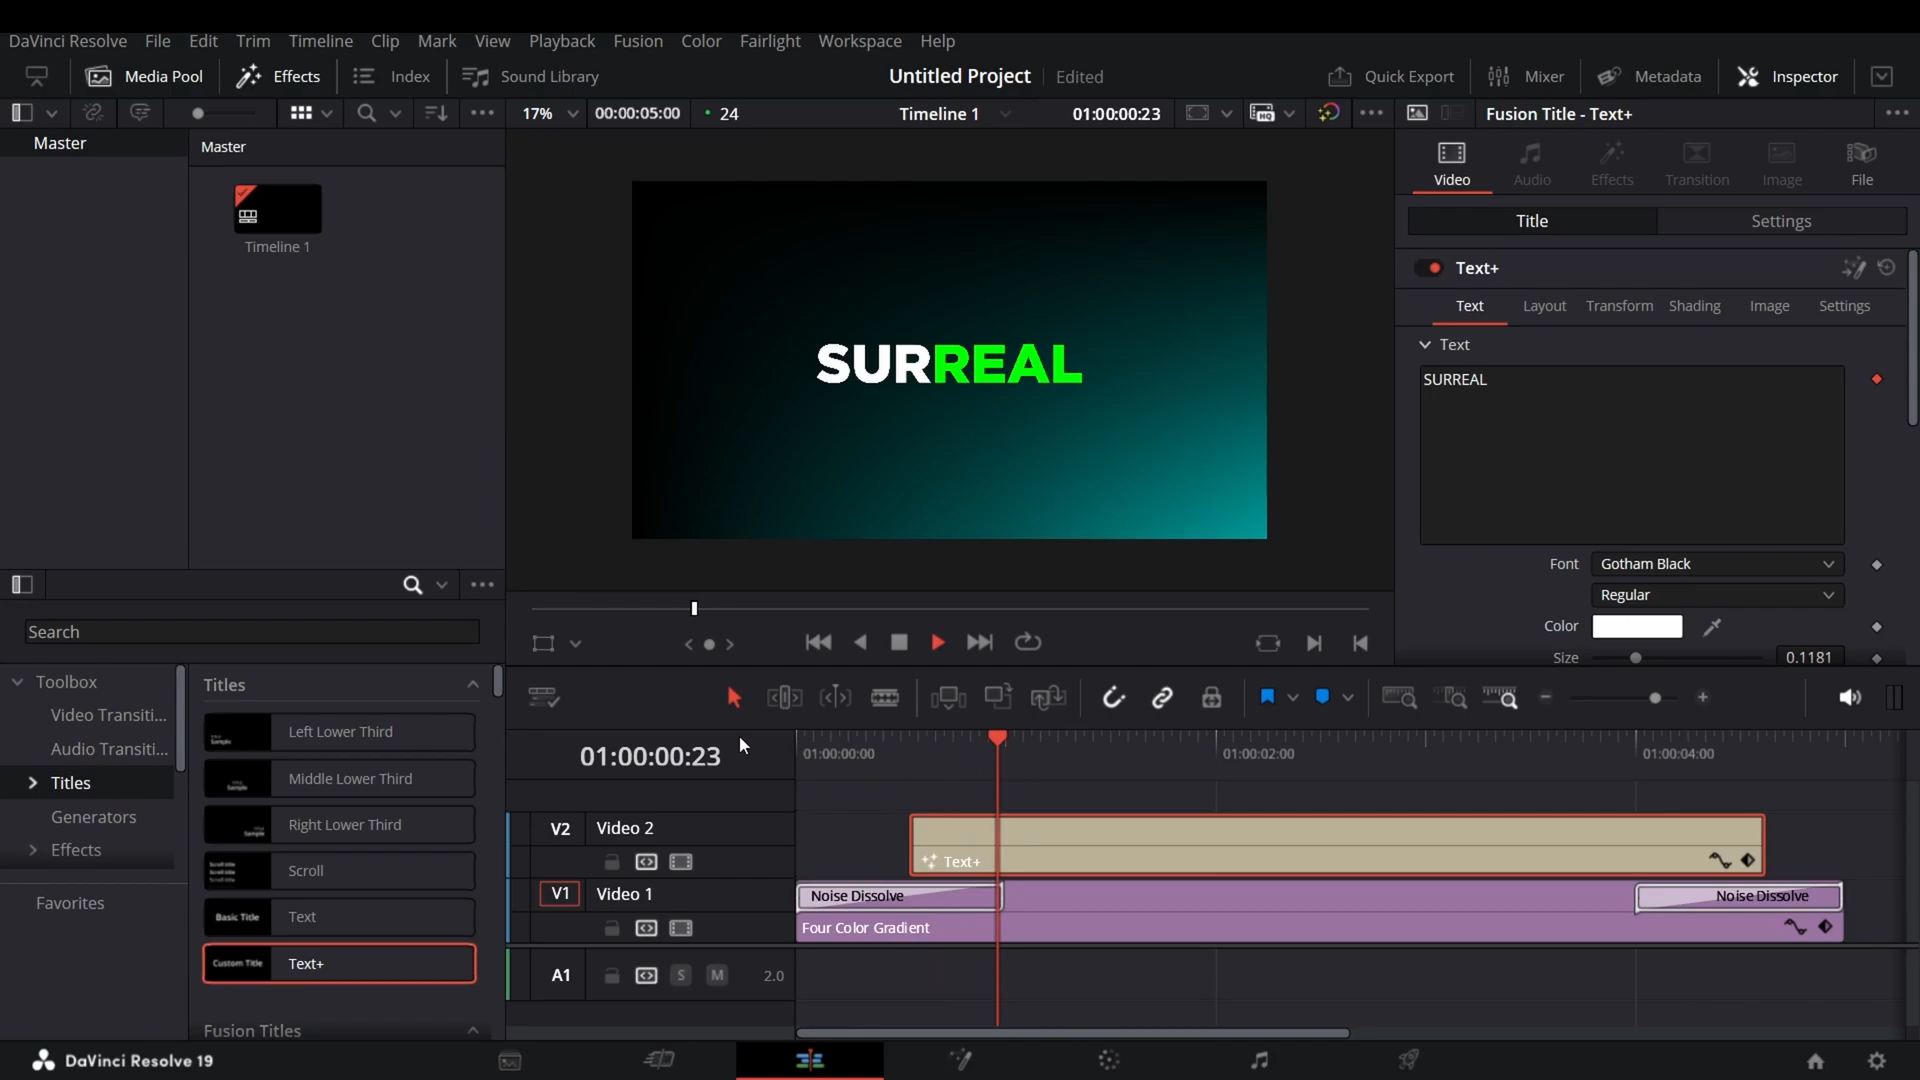 DaVinci Resolve File Edit Trim Timeline Clip Mark View Playback Fusion Color Fairlight Workspace Help
Media Pool Effects Index Sound Library Untitled Project Edited Quick Export Mixer Metadata Inspector
17% 00:00:05:00 24 Timeline 1 01:00:00:23 HQ Fusion Title - Text+
Master
Master
Timeline 1
Video Audio Effects Transition Image File
Title Settings
Text+
Text Layout Transform Shading Image Settings
Text
SURREAL
SURREAL
Font Gotham Black
Regular
Color
Size 0.1181
Search
Toolbox
Video Transiti...
Audio Transiti...
Titles
Generators
Effects
Favorites
Titles
Left Lower Third
Middle Lower Third
Right Lower Third
Scroll
Basic Title Text
Custom Title Text+
Fusion Titles
01:00:00:23
01:00:00:00 01:00:02:00 01:00:04:00
V2 Video 2
Text+
V1 Video 1
Noise Dissolve Noise Dissolve
Four Color Gradient
A1 S M 2.0
DaVinci Resolve 19